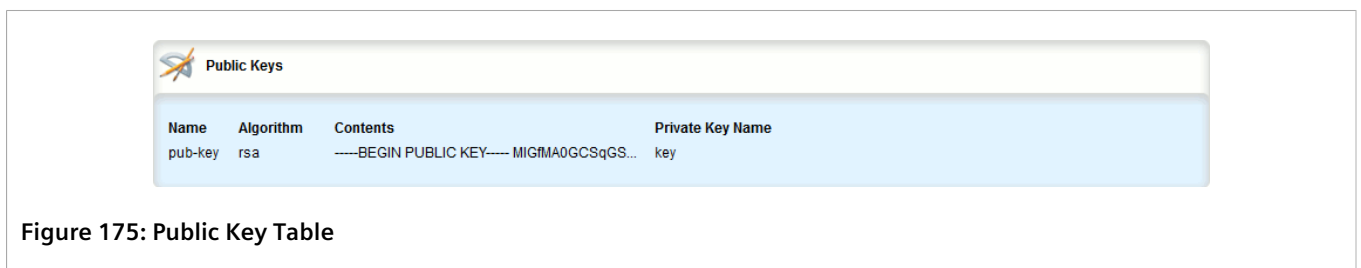 Public Keys
Name Algorithm Contents Private Key Name
pub-key rsa -----BEGIN PUBLIC KEY----- MIGfMA0GCSqGS... key
Figure 175: Public Key Table